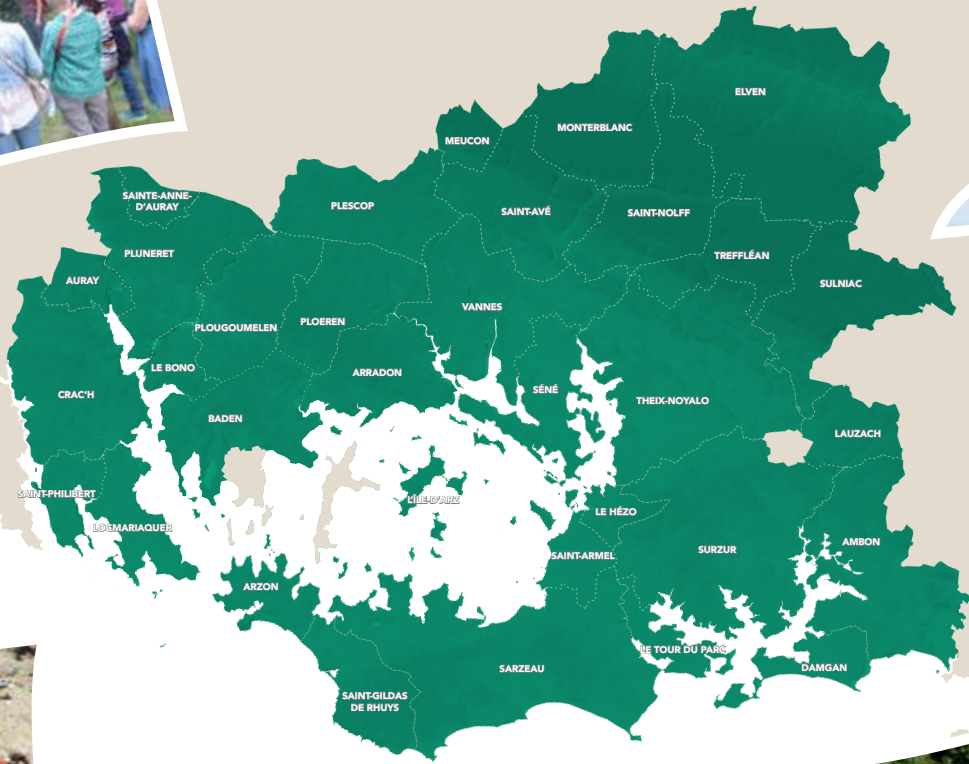 ELVEN
MONTERBLANC
MEUCON
SAINTE-ANNE-
D'AURAY
PLESCOP
SAINT-AVÉ
SAINT-NOLFF
PLUNERET
TREFFLÉAN
AURAY
SULNIAC
VANNES
PLOUGOUMELEN
PLOEREN
LE BONO
ARRADON
CRAC'H
SÉNÉ
THEIX-NOYALO
BADEN
LAUZACH
SAINT-PHILIBERT
L'ÎLE-D'ARZ
LE HÉZO
LOCMARIAQUER
AMBON
SAINT-ARMEL
SURZUR
ARZON
LE TOUR DU PARC
SARZEAU
DAMGAN
SAINT-GILDAS
DE RHUYS